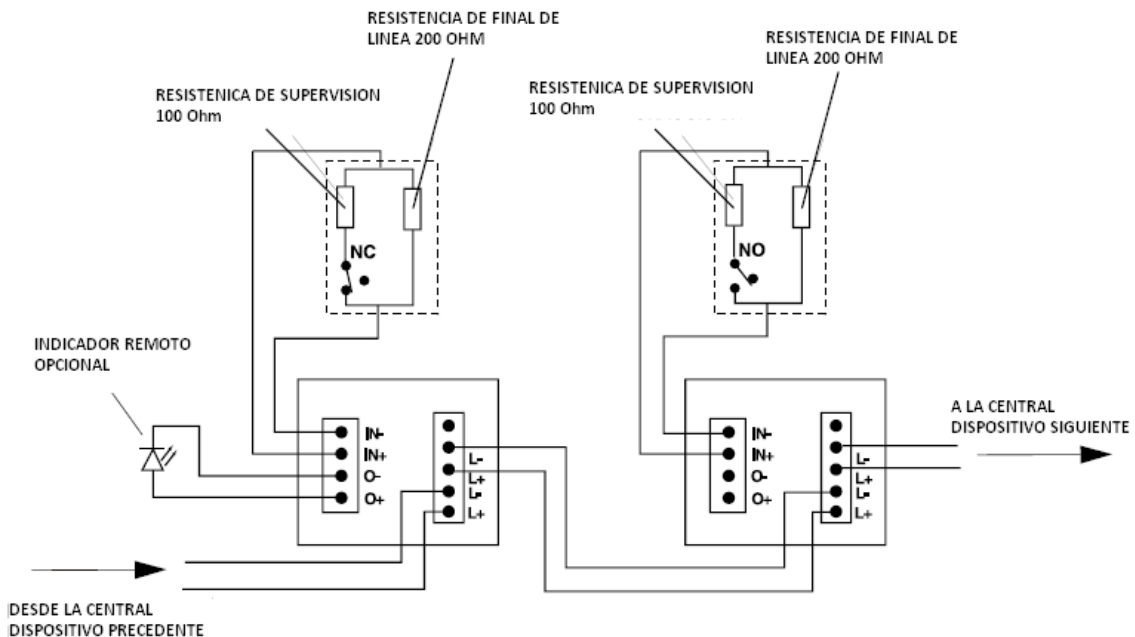 RESISTENCIA DE FINAL DE
LINEA 200 OHM
RESISTENCIA DE FINAL DE
LINEA 200 OHM
RESISTENICA DE SUPERVISION
100 Ohm
RESISTENICA DE SUPERVISION
100 Ohm
NC
NO
INDICADOR REMOTO
OPCIONAL
IN-
IN+
O-
O+
L-
L+
L-
L+
IN-
IN+
O-
O+
L-
L+
L-
L+
A LA CENTRAL
DISPOSITIVO SIGUIENTE
DESDE LA CENTRAL
DISPOSITIVO PRECEDENTE